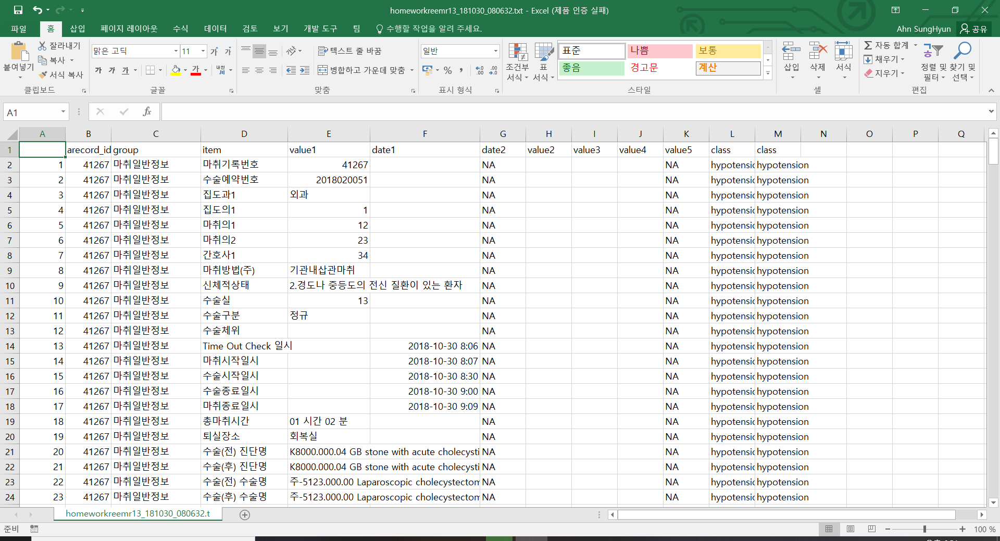 homeworkreemr13_181030_080632.txt - Excel (제품 인증 실패)
파일 홈 삽입 페이지 레이아웃 수식 데이터 검토 보기 개발 도구 팀 수행할 작업을 알려 주세요. Ahn SungHyun 공유
붙여넣기 잘라내기 복사 서식 복사 클립보드
맑은 고딕 11 가 가 가 가 가 가 내천 글꼴
텍스트 줄 바꿈 병합하고 가운데 맞춤 맞춤
일반 % , 표시 형식
조건부 서식 표 서식 표준 나쁨 보통 좋음 경고문 계산 스타일
삽입 삭제 서식 셀
자동 합계 채우기 지우기 정렬 및 필터 찾기 및 선택 편집
A1 fx
A B C D E F G H I J K L M N O P Q
1 arecord_id group item value1 date1 date2 value2 value3 value4 value5 class class
2 1 41267 마취일반정보 마취기록번호 41267 NA NA hypotensic hypotension
3 2 41267 마취일반정보 수술예약번호 2018020051 NA NA hypotensic hypotension
4 3 41267 마취일반정보 집도과1 외과 NA NA hypotensic hypotension
5 4 41267 마취일반정보 집도의1 1 NA NA hypotensic hypotension
6 5 41267 마취일반정보 마취의1 12 NA NA hypotensic hypotension
7 6 41267 마취일반정보 마취의2 23 NA NA hypotensic hypotension
8 7 41267 마취일반정보 간호사1 34 NA NA hypotensic hypotension
9 8 41267 마취일반정보 마취방법(주) 기관내삽관마취 NA NA hypotensic hypotension
10 9 41267 마취일반정보 신체적상태 2.경도나 중등도의 전신 질환이 있는 환자 NA NA hypotensic hypotension
11 10 41267 마취일반정보 수술실 13 NA NA hypotensic hypotension
12 11 41267 마취일반정보 수술구분 정규 NA NA hypotensic hypotension
13 12 41267 마취일반정보 수술체위 NA NA hypotensic hypotension
14 13 41267 마취일반정보 Time Out Check 일시 2018-10-30 8:06 NA NA hypotensic hypotension
15 14 41267 마취일반정보 마취시작일시 2018-10-30 8:07 NA NA hypotensic hypotension
16 15 41267 마취일반정보 수술시작일시 2018-10-30 8:30 NA NA hypotensic hypotension
17 16 41267 마취일반정보 수술종료일시 2018-10-30 9:00 NA NA hypotensic hypotension
18 17 41267 마취일반정보 마취종료일시 2018-10-30 9:09 NA NA hypotensic hypotension
19 18 41267 마취일반정보 총마취시간 01 시간 02 분 NA NA hypotensic hypotension
20 19 41267 마취일반정보 퇴실장소 회복실 NA NA hypotensic hypotension
21 20 41267 마취일반정보 수술(전) 진단명 K8000.000.04 GB stone with acute cholecysti NA NA hypotensic hypotension
22 21 41267 마취일반정보 수술(후) 진단명 K8000.000.04 GB stone with acute cholecysti NA NA hypotensic hypotension
23 22 41267 마취일반정보 수술(전) 수술명 주-5123.000.00 Laparoscopic cholecystectom NA NA hypotensic hypotension
24 23 41267 마취일반정보 수술(후) 수술명 주-5123.000.00 Laparoscopic cholecystectom NA NA hypotensic hypotension
homeworkreemr13_181030_080632.t
준비 100 %